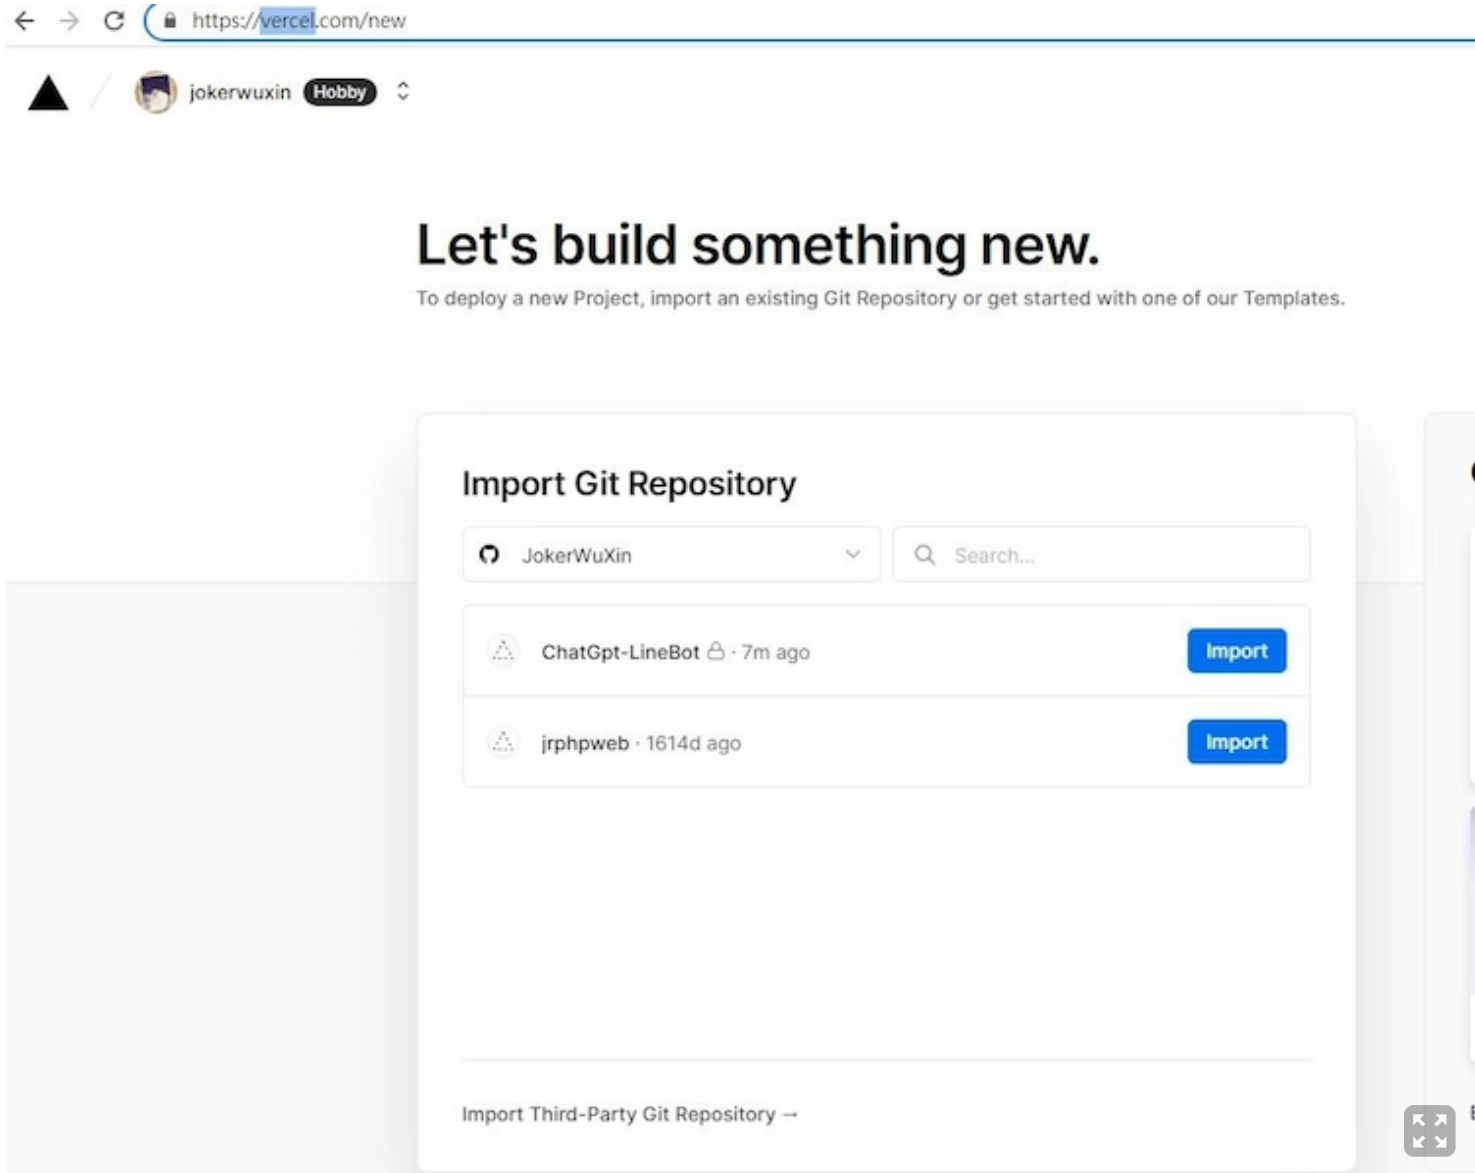 https://vercel.com/new
jokerwuxin Hobby
Let's build something new.
To deploy a new Project, import an existing Git Repository or get started with one of our Templates.
Import Git Repository
JokerWuXin
Search...
ChatGpt-LineBot · 7m ago
Import
jrphpweb · 1614d ago
Import
Import Third-Party Git Repository →